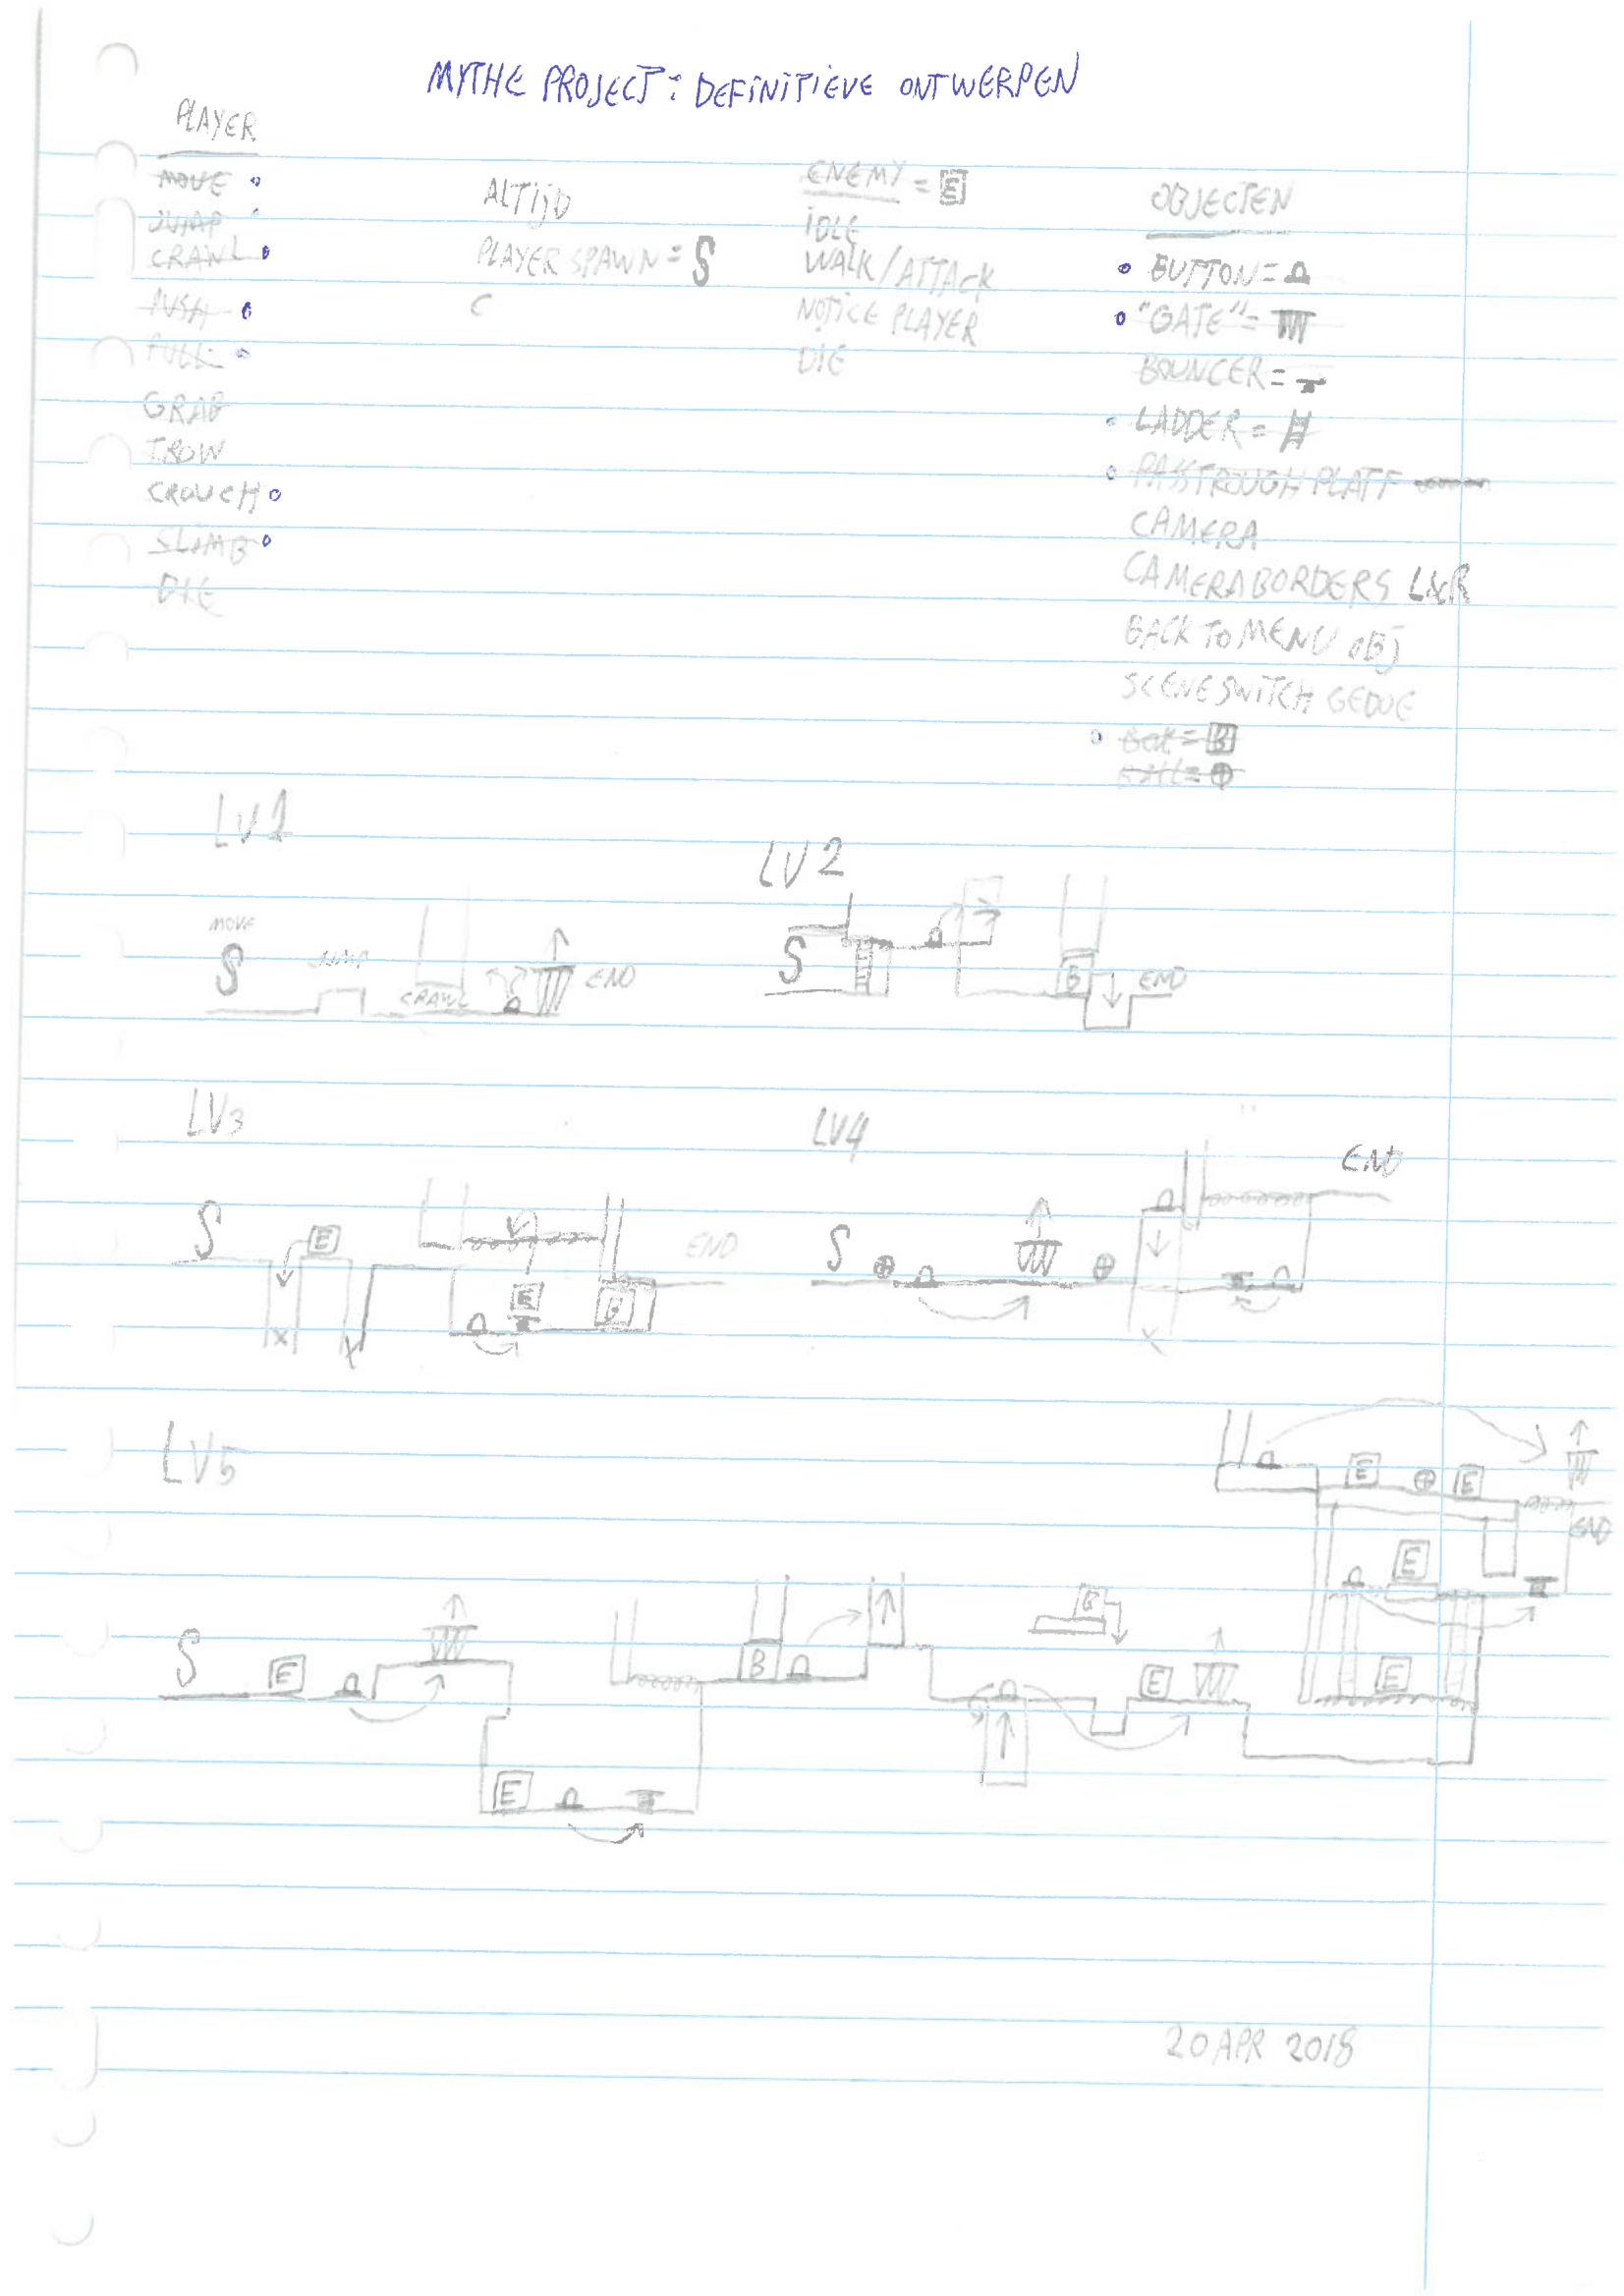 MYTHE PROJECT: DEFINITIEVE ONTWERPEN
PLAYER
MOVE
JUMP
CRAWL
PUSH
PULL
GRAB
TROW
CROUCH
SLIMB
DIE
ALTIJD
PLAYER SPAWN = S
C
ENEMY = E
IDLE
WALK/ATTACK
NOTICE PLAYER
DIE
OBJECTEN
BUTTON =
"GATE" =
BOUNCER =
LADDER =
PASSTROUGH PLATF
CAMERA
CAMERABORDERS L&R
BACK TO MENU OBJ
SCENESWITCH GEDOE
BOX = B
BALL =
LV1
MOVE
S
JUMP
CRAWL
END
LV2
S
B
END
LV3
S
E
E
B
END
LV4
S
END
LV5
S
E
E
B
B
E
E
E
E
E
END
20 APR 2018